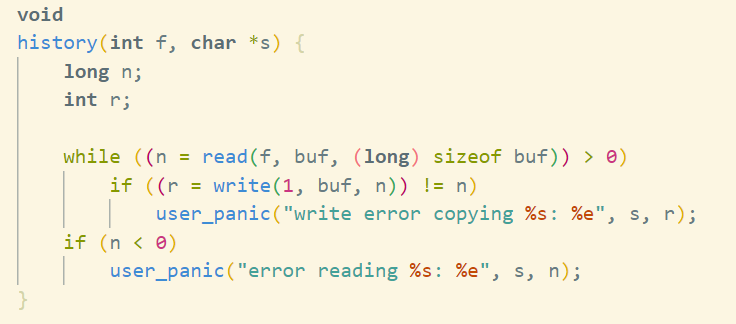 void
history(int f, char *s) {
    long n;
    int r;

    while ((n = read(f, buf, (long) sizeof buf)) > 0)
        if ((r = write(1, buf, n)) != n)
            user_panic("write error copying %s: %e", s, r);
    if (n < 0)
        user_panic("error reading %s: %e", s, n);
}